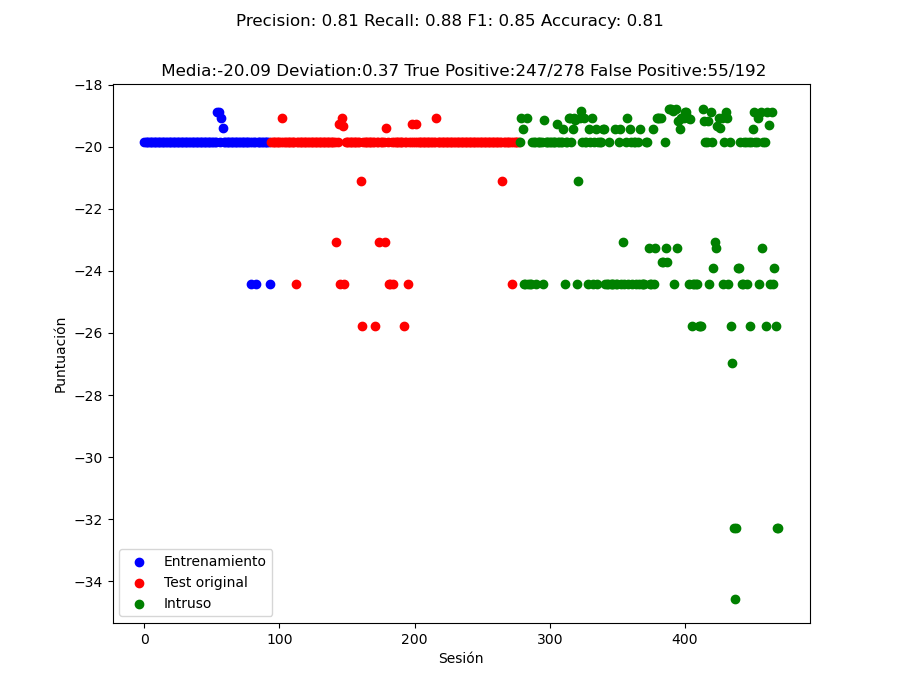 Precision: 0.81 Recall: 0.88 F1: 0.85 Accuracy: 0.81
Media:-20.09 Deviation:0.37 True Positive:247/278 False Positive:55/192
−18
−20
−22
−24
−26
−28
−30
−32
−34
Puntuación
Entrenamiento
Test original
Intruso
0
100
200
300
400
Sesión